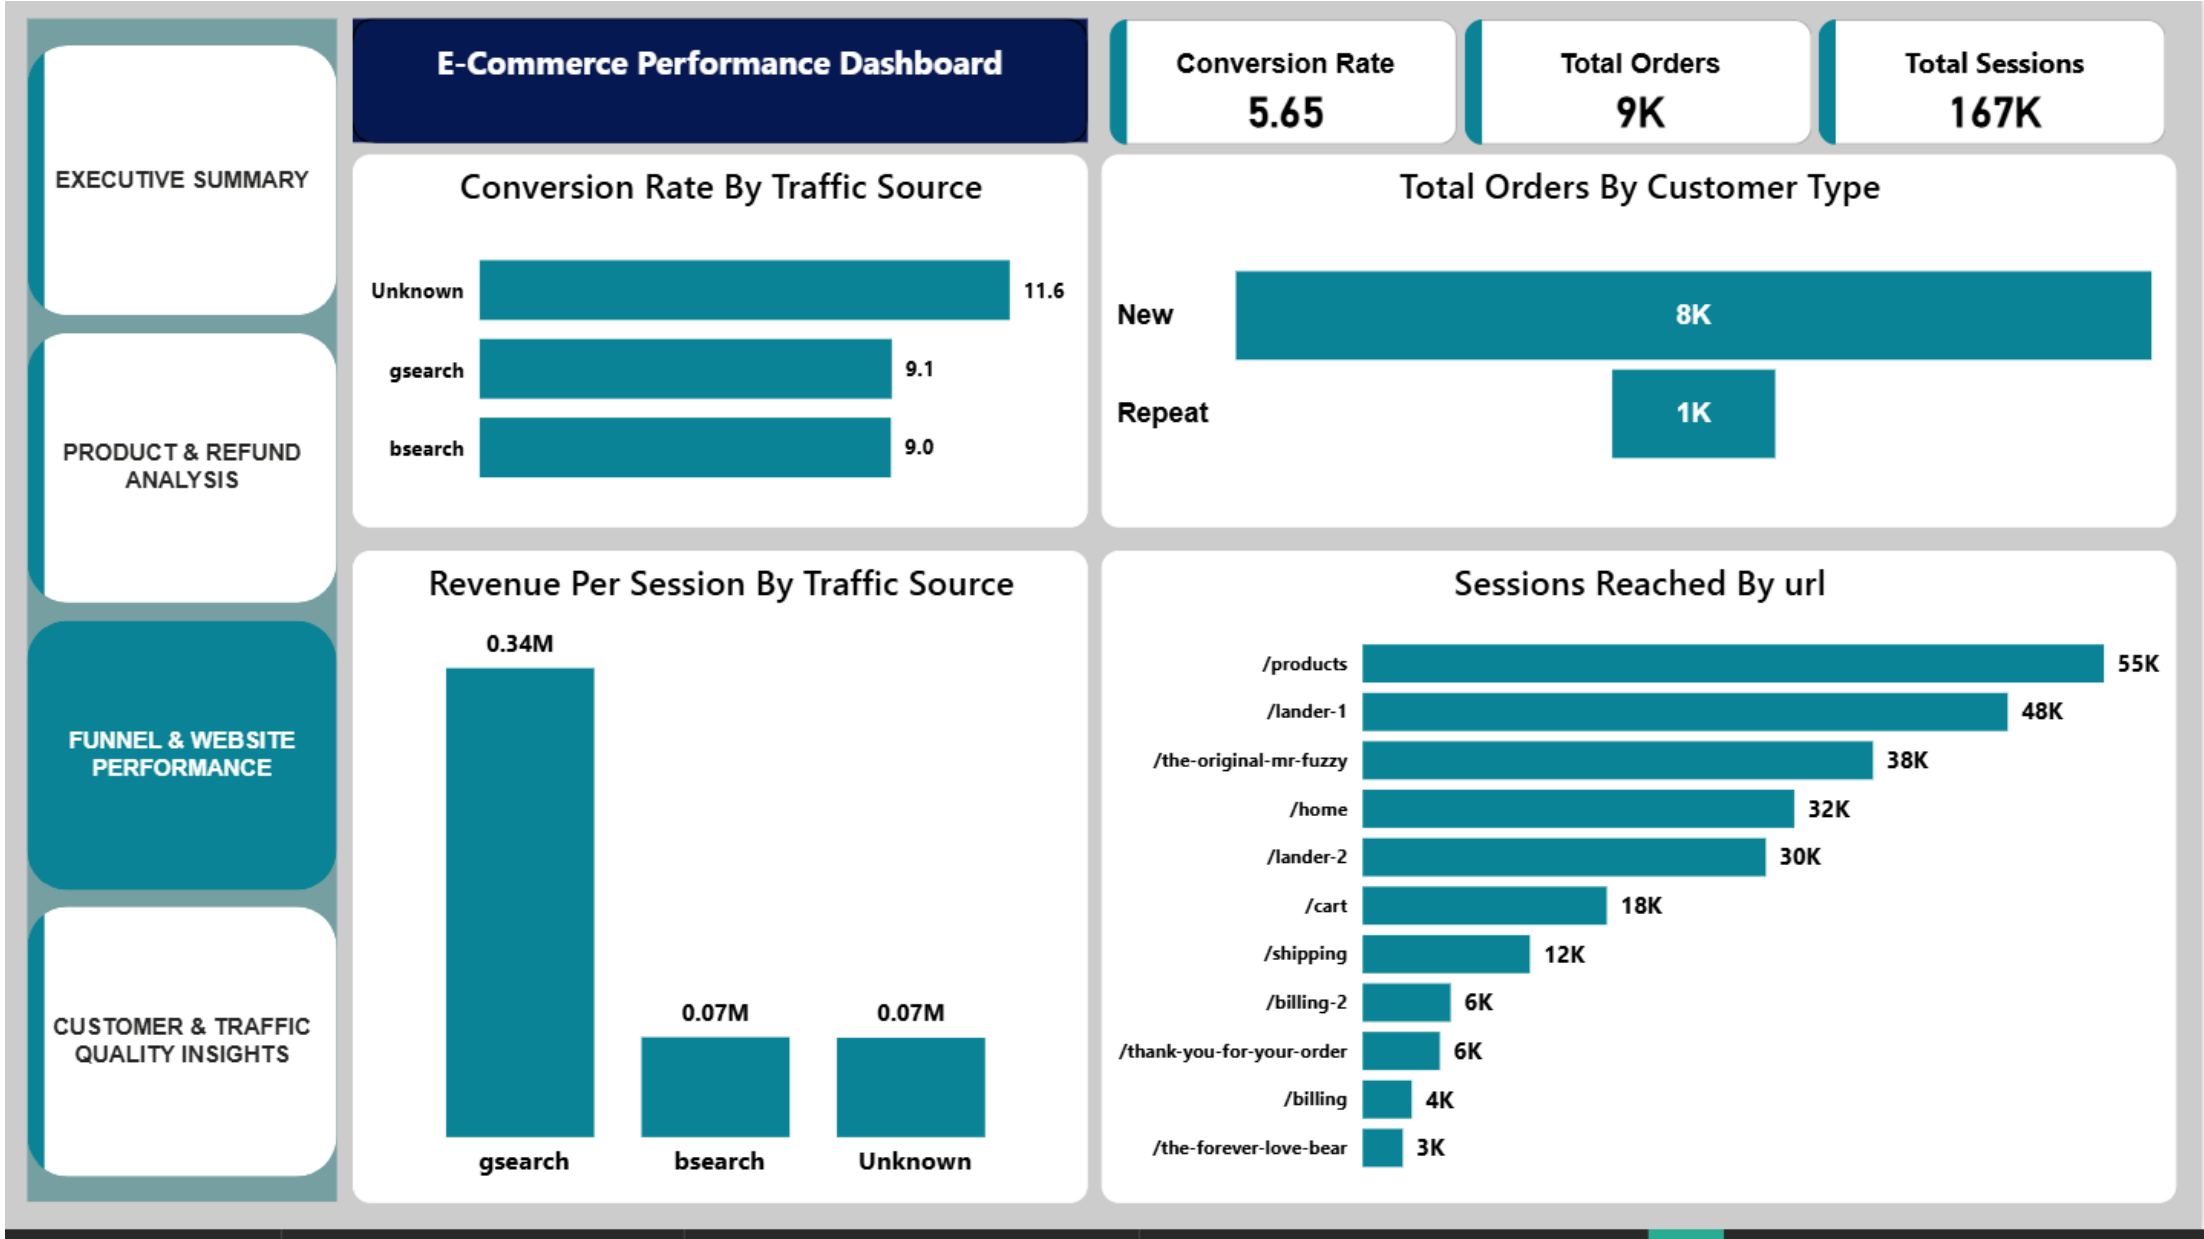 EXECUTIVE SUMMARY
PRODUCT & REFUND
ANALYSIS
FUNNEL & WEBSITE
PERFORMANCE
CUSTOMER & TRAFFIC
QUALITY INSIGHTS
E-Commerce Performance Dashboard
Conversion Rate
5.65
Total Orders
9K
Total Sessions
167K
Conversion Rate By Traffic Source
Unknown 11.6
gsearch 9.1
bsearch 9.0
Total Orders By Customer Type
New 8K
Repeat 1K
Revenue Per Session By Traffic Source
0.34M
0.07M 0.07M
gsearch bsearch Unknown
Sessions Reached By url
/products 55K
/lander-1 48K
/the-original-mr-fuzzy 38K
/home 32K
/lander-2 30K
/cart 18K
/shipping 12K
/billing-2 6K
/thank-you-for-your-order 6K
/billing 4K
/the-forever-love-bear 3K